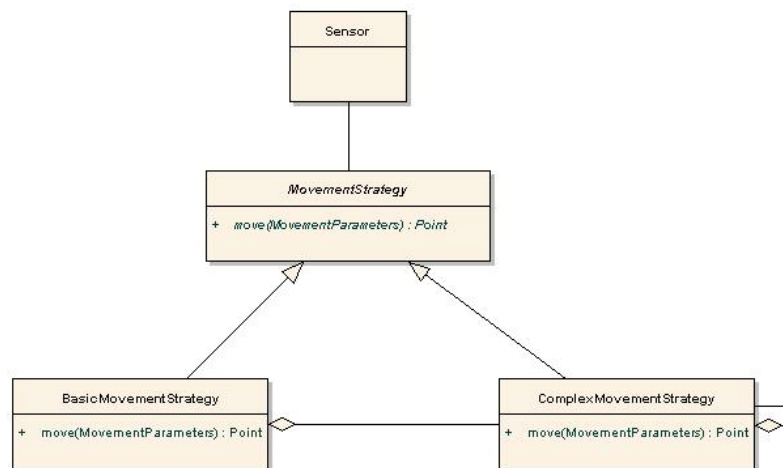 Sensor
MovementStrategy
+ move(MovementParameters) : Point
BasicMovementStrategy
+ move(MovementParameters) : Point
ComplexMovementStrategy
+ move(MovementParameters) : Point